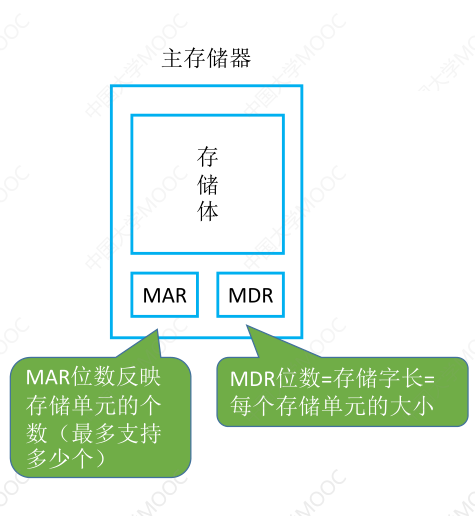 主存储器
存
储
体
MAR
MDR
MAR位数反映
存储单元的个
数（最多支持
多少个）
MDR位数=存储字长=
每个存储单元的大小
中国大学MOOC